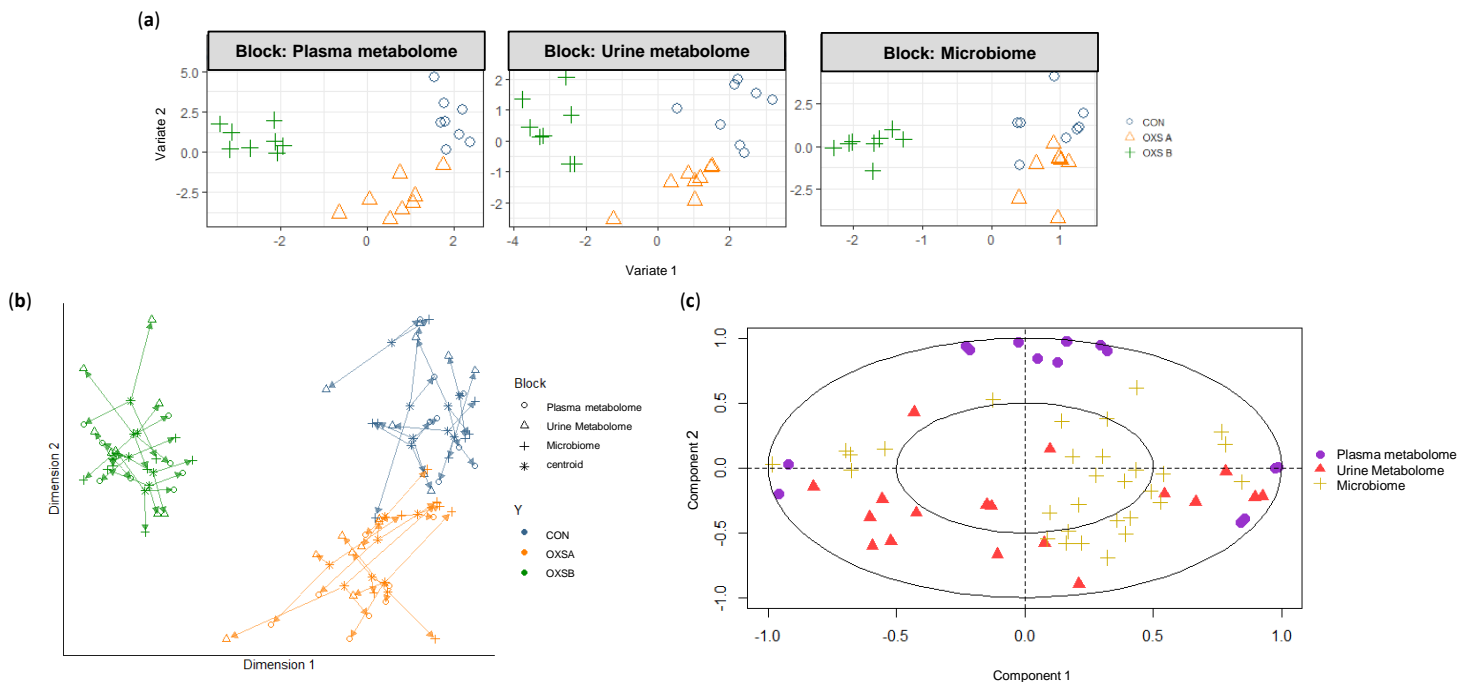 (a)
Block: Plasma metabolome
Block: Urine metabolome
Block: Microbiome
Variate 2
5.0
2.5
0.0
-2.5
-2
0
2
2
1
0
-1
-2
-4
-2
0
2
2.5
0.0
-2.5
-2
-1
0
1
CON
OXS A
OXS B
Variate 1
(b)
Dimension 2
Dimension 1
Block
Plasma metabolome
Urine Metabolome
Microbiome
centroid
Y
CON
OXSA
OXSB
(c)
Component 2
1.0
0.5
0.0
-0.5
-1.0
-1.0
-0.5
0.0
0.5
1.0
Component 1
Plasma metabolome
Urine Metabolome
Microbiome